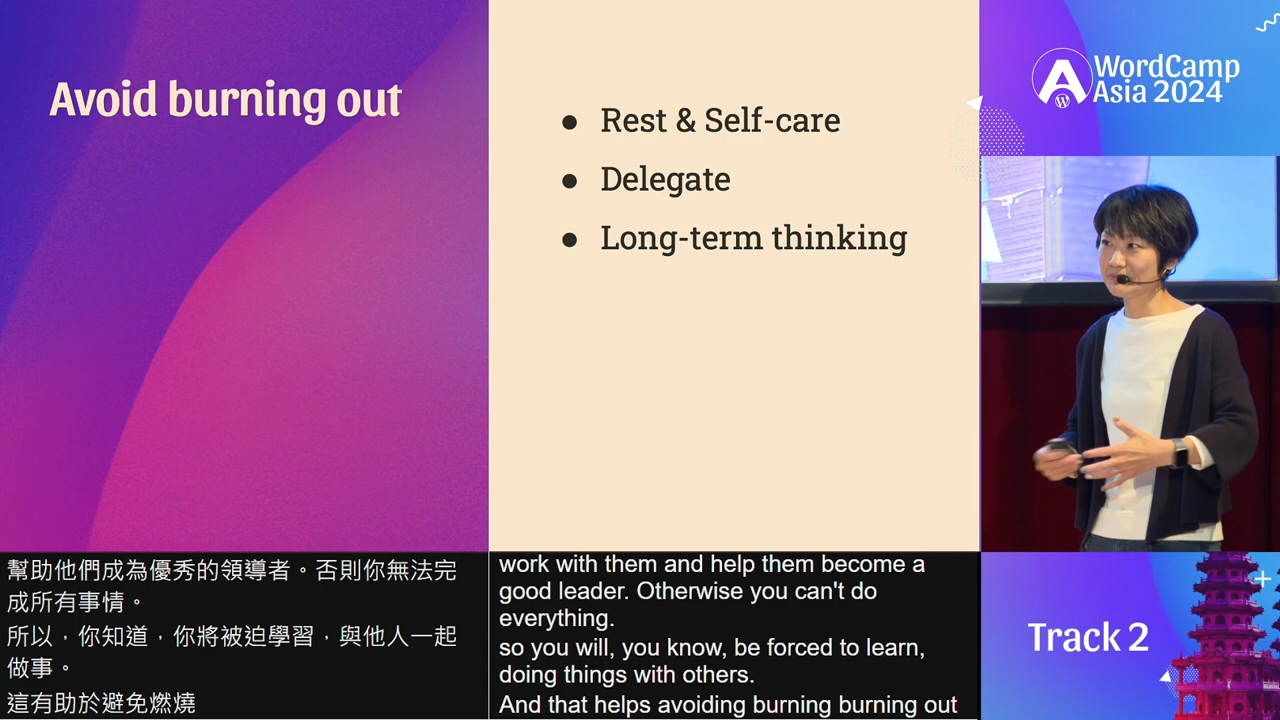 Avoid burning out
● Rest & Self-care
● Delegate
● Long-term thinking
WordCamp
Asia 2024
幫助他們成為優秀的領導者。否則你無法完
成所有事情。
所以，你知道，你將被迫學習，與他人一起
做事。
這有助於避免燃燒
work with them and help them become a
good leader. Otherwise you can't do
everything.
so you will, you know, be forced to learn,
doing things with others.
And that helps avoiding burning burning out
Track 2